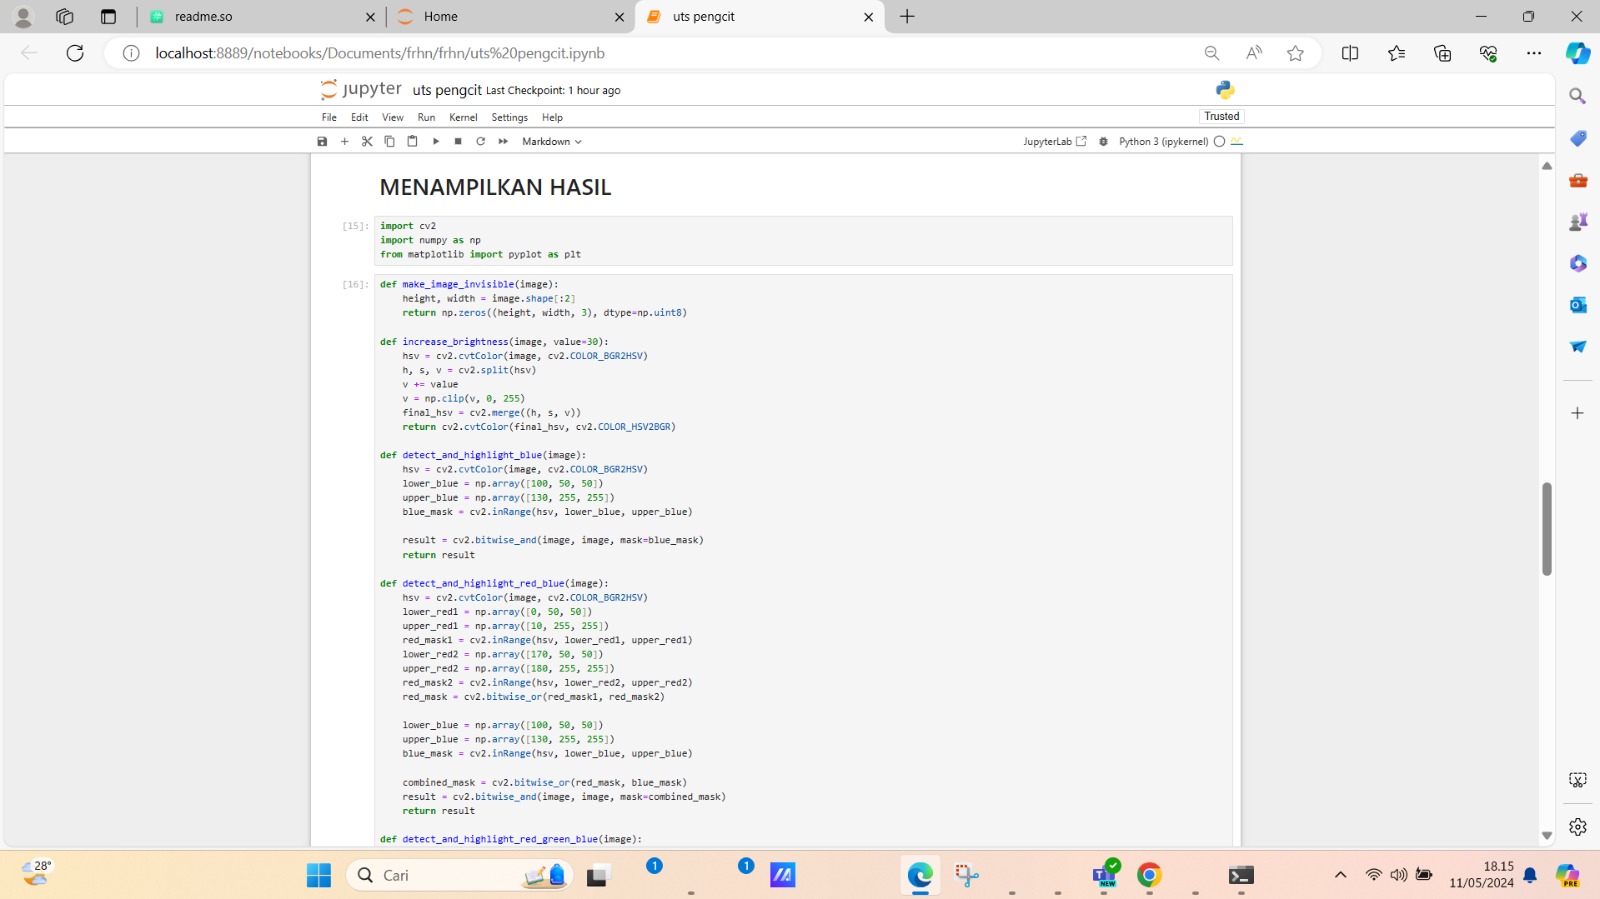 readme.so
Home
uts pengcit
localhost:8889/notebooks/Documents/frhn/frhn/uts%20pengcit.ipynb
jupyter uts pengcit Last Checkpoint: 1 hour ago
File Edit View Run Kernel Settings Help
Trusted
Markdown
JupyterLab
Python 3 (ipykernel)
MENAMPILKAN HASIL
[15]:
import cv2
import numpy as np
from matplotlib import pyplot as plt
[16]:
def make_image_invisible(image):
    height, width = image.shape[:2]
    return np.zeros((height, width, 3), dtype=np.uint8)
def increase_brightness(image, value=30):
    hsv = cv2.cvtColor(image, cv2.COLOR_BGR2HSV)
    h, s, v = cv2.split(hsv)
    v += value
    v = np.clip(v, 0, 255)
    final_hsv = cv2.merge((h, s, v))
    return cv2.cvtColor(final_hsv, cv2.COLOR_HSV2BGR)
def detect_and_highlight_blue(image):
    hsv = cv2.cvtColor(image, cv2.COLOR_BGR2HSV)
    lower_blue = np.array([100, 50, 50])
    upper_blue = np.array([130, 255, 255])
    blue_mask = cv2.inRange(hsv, lower_blue, upper_blue)
    result = cv2.bitwise_and(image, image, mask=blue_mask)
    return result
def detect_and_highlight_red_blue(image):
    hsv = cv2.cvtColor(image, cv2.COLOR_BGR2HSV)
    lower_red1 = np.array([0, 50, 50])
    upper_red1 = np.array([10, 255, 255])
    red_mask1 = cv2.inRange(hsv, lower_red1, upper_red1)
    lower_red2 = np.array([170, 50, 50])
    upper_red2 = np.array([180, 255, 255])
    red_mask2 = cv2.inRange(hsv, lower_red2, upper_red2)
    red_mask = cv2.bitwise_or(red_mask1, red_mask2)
    lower_blue = np.array([100, 50, 50])
    upper_blue = np.array([130, 255, 255])
    blue_mask = cv2.inRange(hsv, lower_blue, upper_blue)
    combined_mask = cv2.bitwise_or(red_mask, blue_mask)
    result = cv2.bitwise_and(image, image, mask=combined_mask)
    return result
def detect_and_highlight_red_green_blue(image):
28°
Cari
1
1
NEW
18.15
11/05/2024
PRE